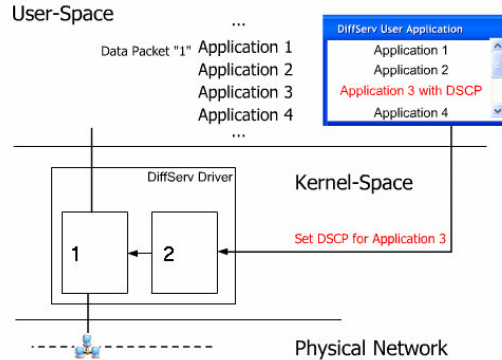 User-Space
...
Data Packet "1" Application 1
Application 2
Application 3
Application 4
...
DiffServ User Application
Application 1
Application 2
Application 3 with DSCP
Application 4
DiffServ Driver
Kernel-Space
1
2
Set DSCP for Application 3
Physical Network